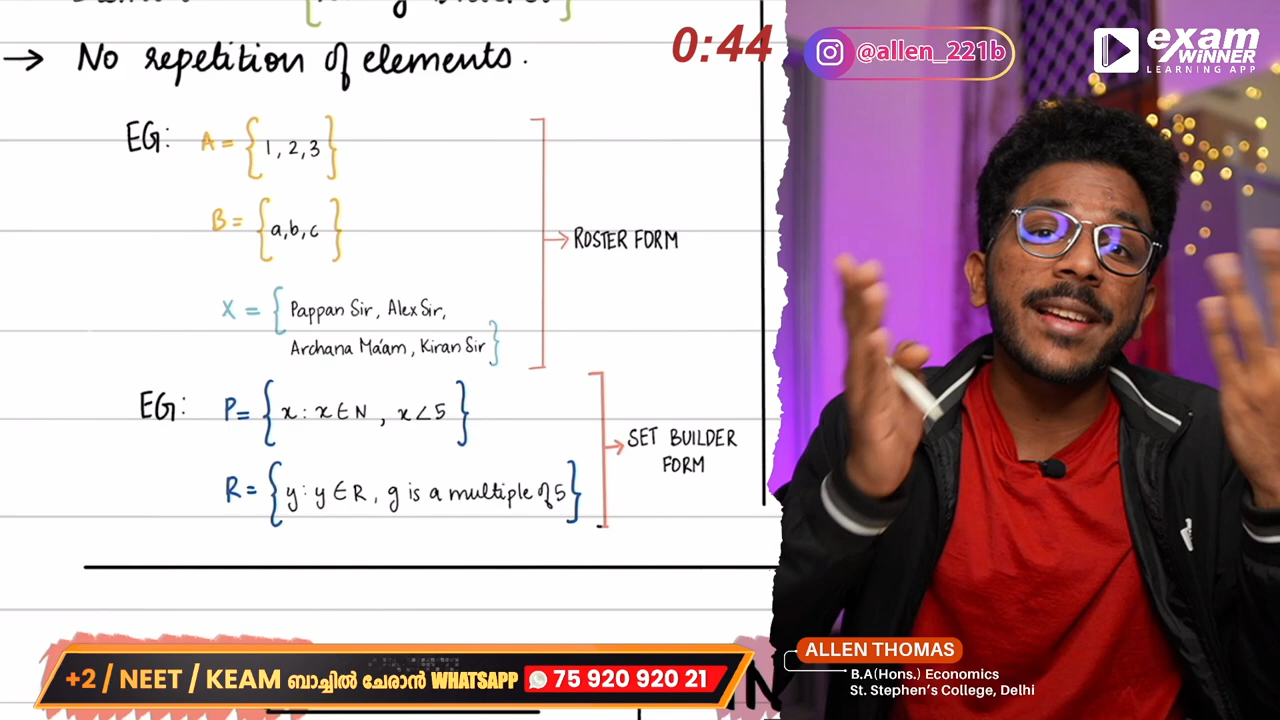 → No repetition of elements.
0:44
@allen_221b
exam
WiNNER
LEARNING APP
EG: A = { 1, 2, 3 }
B = { a, b, c }
→ ROSTER FORM
X = { Pappan Sir, Alex Sir,
Archana Ma'am, Kiran Sir }
EG: P = { x : x ∈ N , x < 5 }
→ SET BUILDER
FORM
R = { y : y ∈ R , g is a multiple of 5 }
+2 / NEET / KEAM ബാച്ചിൽ ചേരാൻ WHATSAPP 75 920 920 21
ALLEN THOMAS
B.A(Hons.) Economics
St. Stephen's College, Delhi